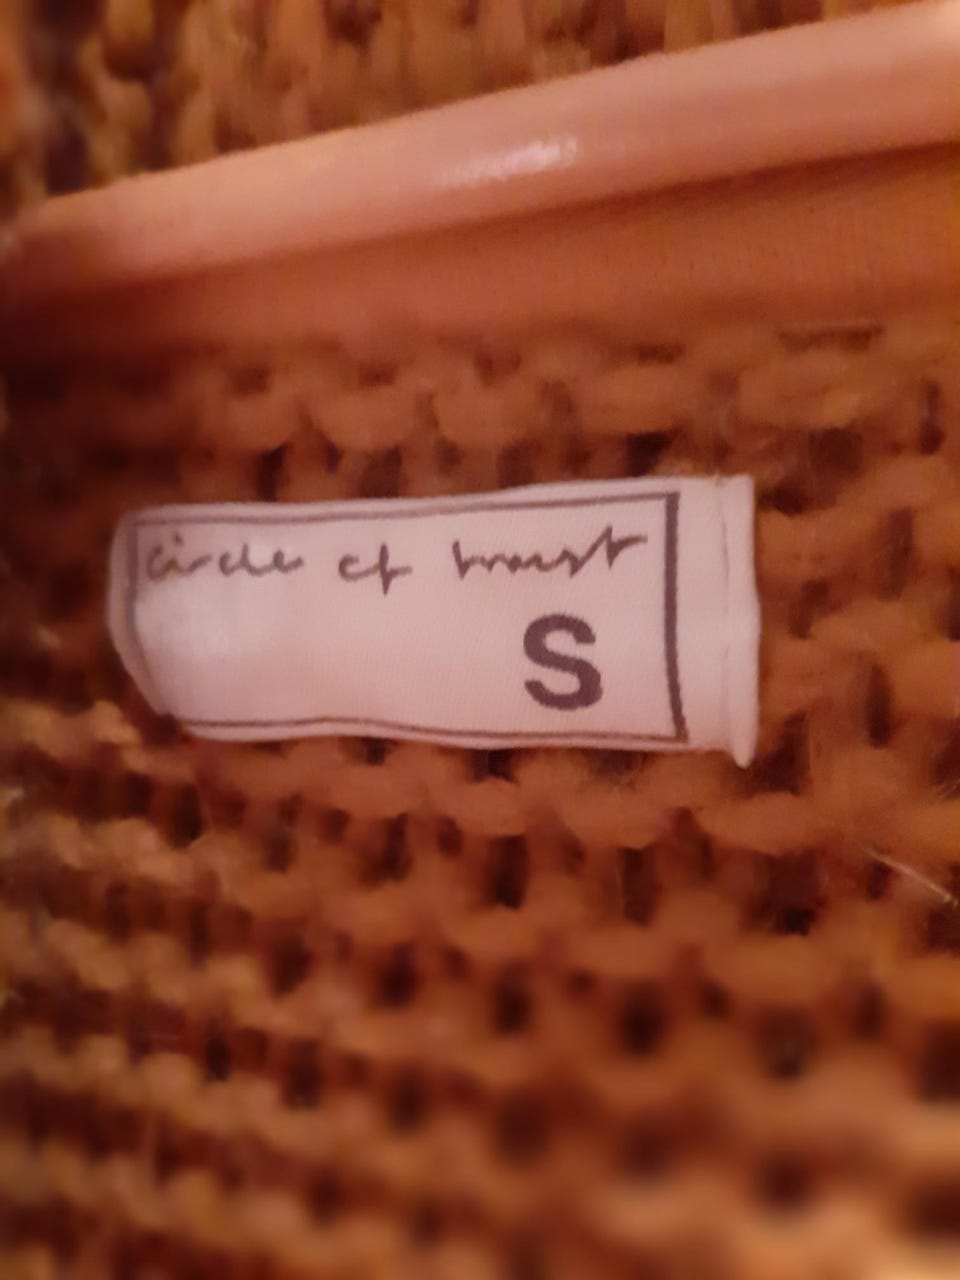 circle of trust
S